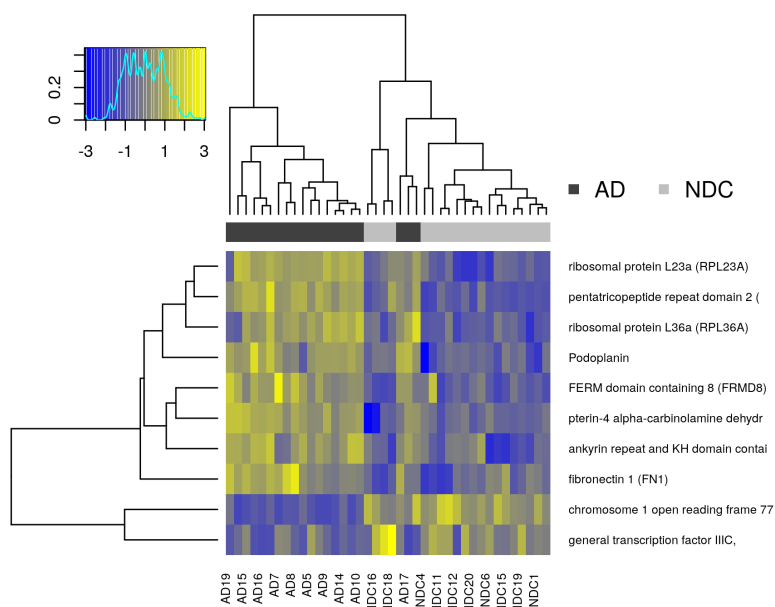 0.2
0
-3 -1 1 3
AD NDC
ribosomal protein L23a (RPL23A)
pentatricopeptide repeat domain 2 (
ribosomal protein L36a (RPL36A)
Podoplanin
FERM domain containing 8 (FRMD8)
pterin-4 alpha-carbinolamine dehydr
ankyrin repeat and KH domain contai
fibronectin 1 (FN1)
chromosome 1 open reading frame 77
general transcription factor IIIC,
AD19 AD15 AD16 AD7 AD8 AD5 AD9 AD14 AD10 IDC16 IDC18 AD17 NDC4 IDC11 IDC12 IDC20 NDC6 IDC15 IDC19 NDC1